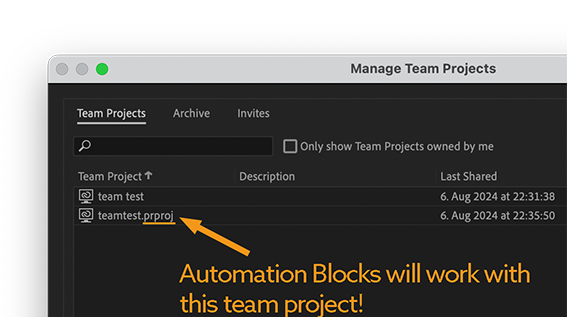 Manage Team Projects
Team Projects Archive Invites
Only show Team Projects owned by me
Team Project Description Last Shared
team test 6. Aug 2024 at 22:31:38
teamtest.prproj 6. Aug 2024 at 22:35:50
Automation Blocks will work with
this team project!